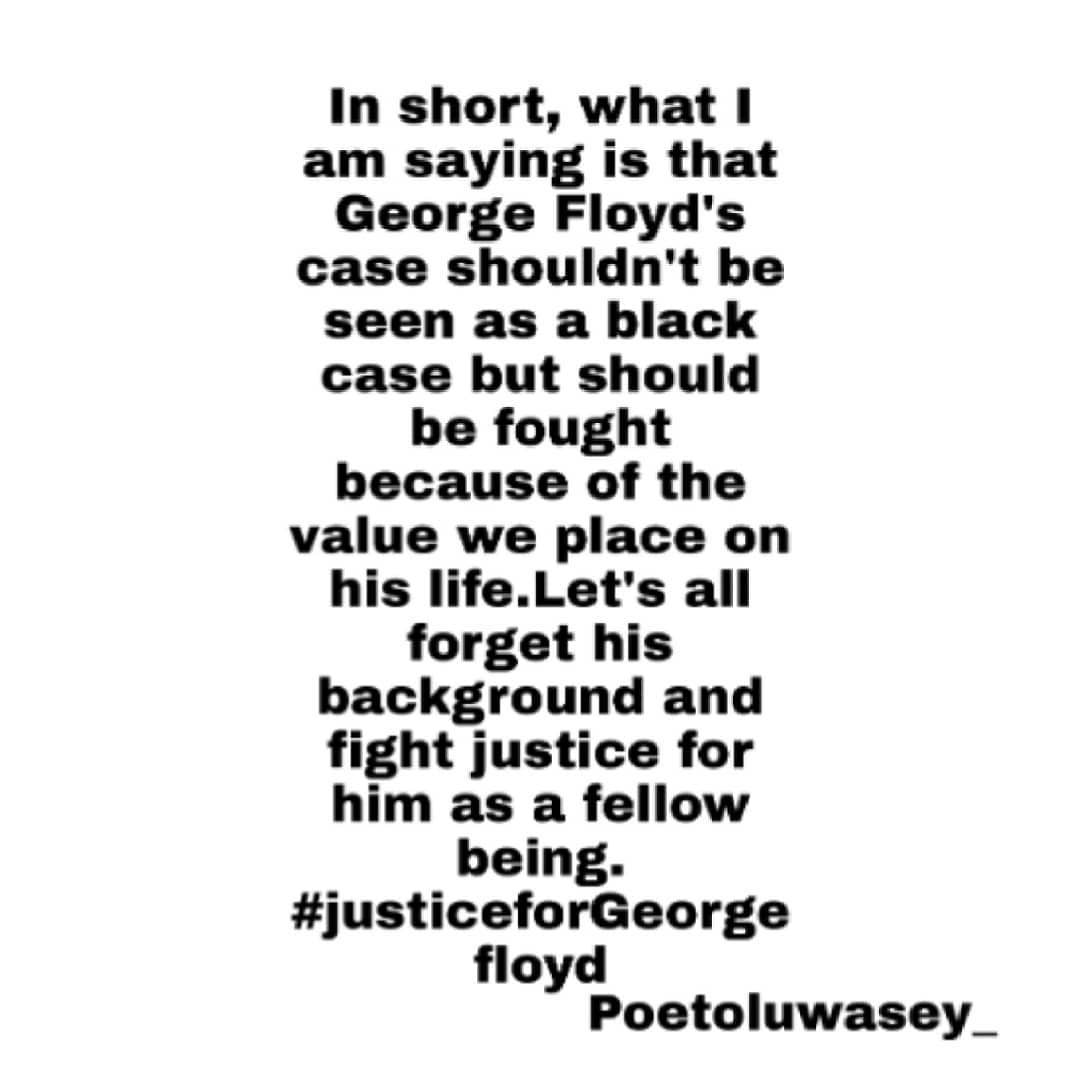 In short, what I
am saying is that
George Floyd's
case shouldn't be
seen as a black
case but should
be fought
because of the
value we place on
his life.Let's all
forget his
background and
fight justice for
him as a fellow
being.
#justiceforGeorge
floyd
Poetoluwasey_